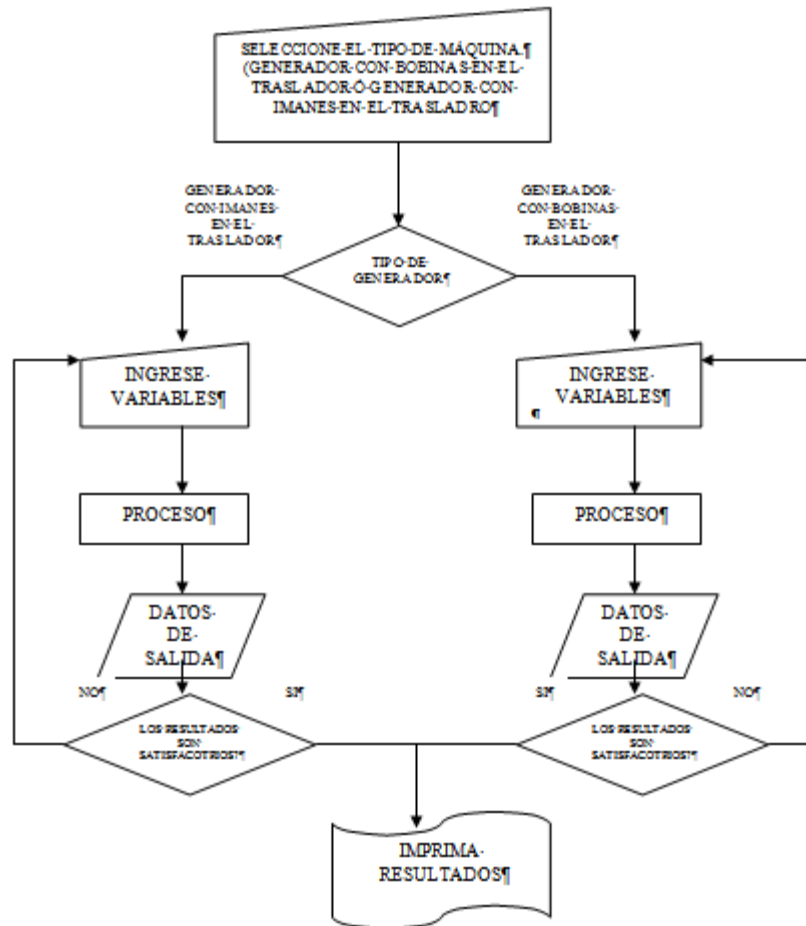 SELECCIONE·EL·TIPO·DE·MÁQUINA.¶
(GENERADOR·CON·BOBINAS·EN·EL·
TRASLADOR·Ó·GENERADOR·CON·
IMANES·EN·EL·TRASLADRO¶
GENERADOR·
CON·IMANES·
EN·EL·
TRASLADOR¶
GENERADOR·
CON·BOBINAS·
EN·EL·
TRASLADOR¶
TIPO·DE·
GENERADOR¶
INGRESE·
VARIABLES¶
INGRESE·
VARIABLES¶
¶
PROCESO¶
PROCESO¶
DATOS·
DE·
SALIDA¶
DATOS·
DE·
SALIDA¶
NO¶
SI¶
SI¶
NO¶
LOS·RESULTADOS·
SON·
SATISFACOTRIOS?¶
LOS·RESULTADOS·
SON·
SATISFACOTRIOS?¶
IMPRIMA·
RESULTADOS¶